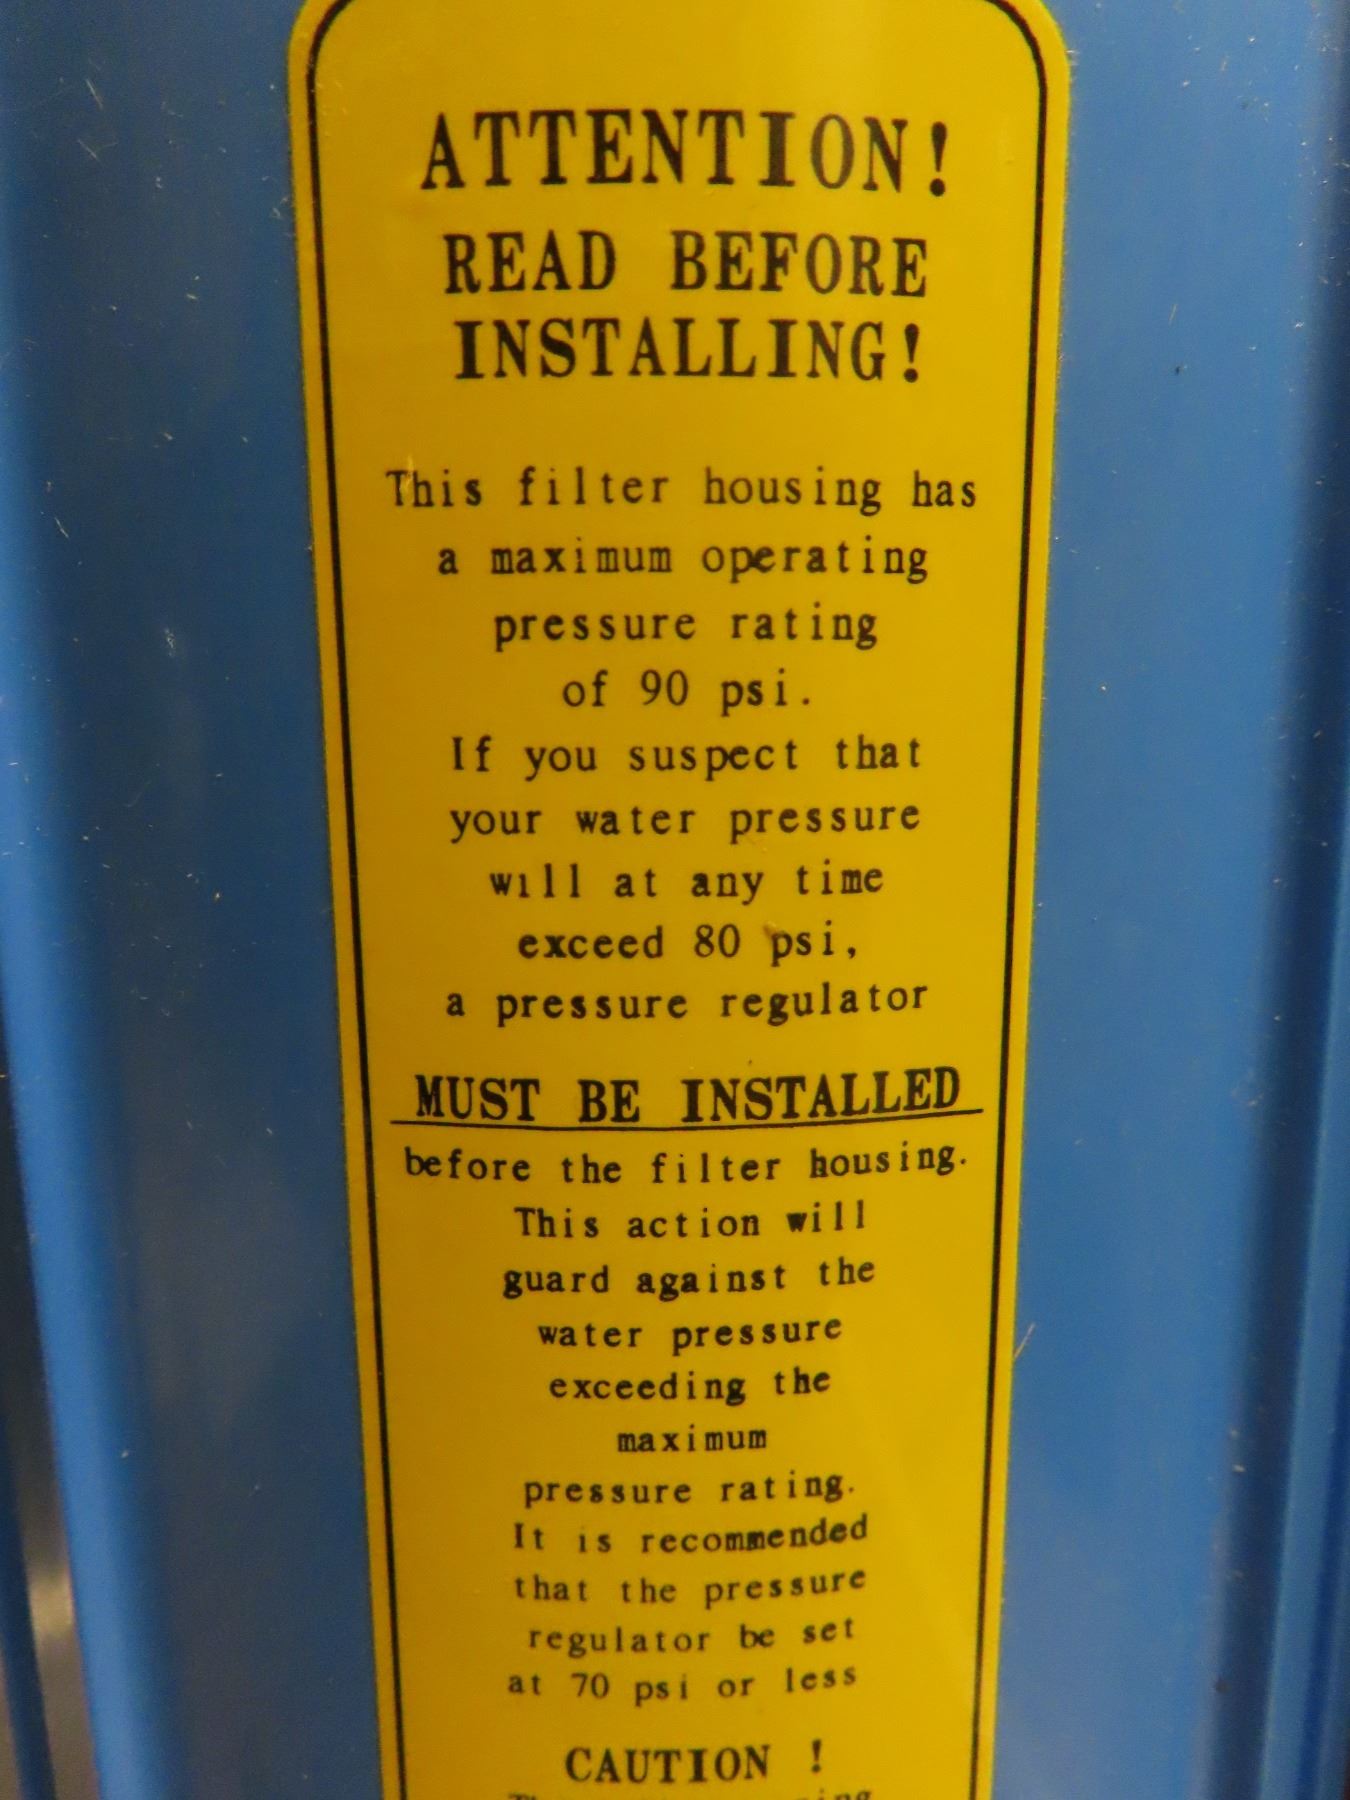 ATTENTION!
READ BEFORE
INSTALLING!
This filter housing has
a maximum operating
pressure rating
of 90 psi.
If you suspect that
your water pressure
will at any time
exceed 80 psi,
a pressure regulator
MUST BE INSTALLED
before the filter housing.
This action will
guard against the
water pressure
exceeding the
maximum
pressure rating.
It is recommended
that the pressure
regulator be set
at 70 psi or less
CAUTION !